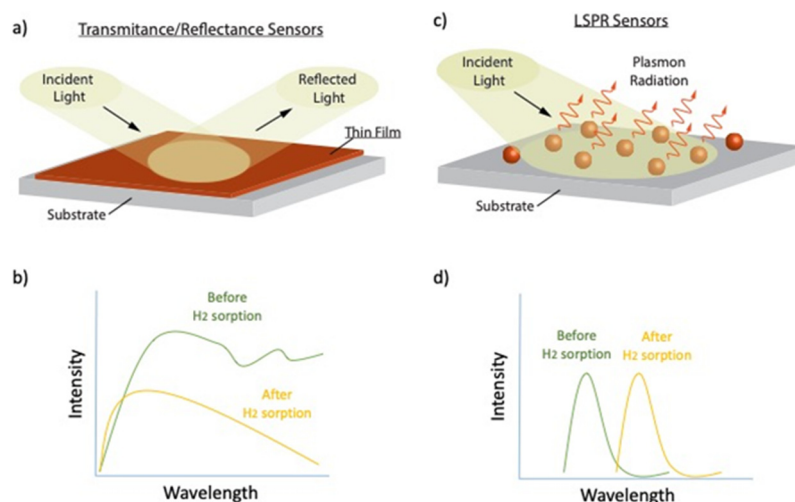 a)
Transmitance/Reflectance Sensors
Incident
Light
Reflected
Light
Thin Film
Substrate
c)
LSPR Sensors
Incident
Light
Plasmon
Radiation
Substrate
b)
Before
H2 sorption
After
H2 sorption
Intensity
Wavelength
d)
Before
H2 sorption
After
H2 sorption
Intensity
Wavelength